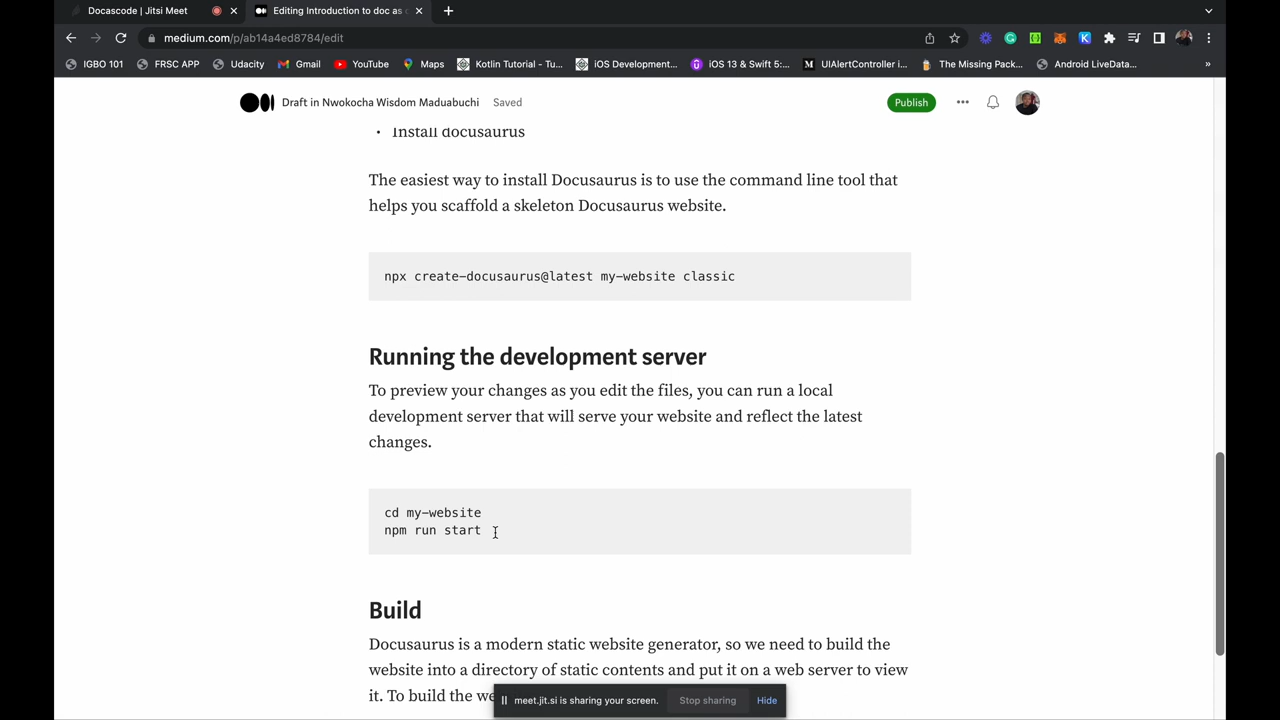 Docascode | Jitsi Meet
Editing Introduction to doc as
medium.com/p/ab14a4ed8784/edit
IGBO 101
FRSC APP
Udacity
Gmail
YouTube
Maps
Kotlin Tutorial - Tu...
iOS Development...
iOS 13 & Swift 5:...
UIAlertController i...
The Missing Pack...
Android LiveData...
»
Draft in Nwokocha Wisdom Maduabuchi
Saved
Publish
• Install docusaurus
The easiest way to install Docusaurus is to use the command line tool that
helps you scaffold a skeleton Docusaurus website.
npx create-docusaurus@latest my-website classic
Running the development server
To preview your changes as you edit the files, you can run a local
development server that will serve your website and reflect the latest
changes.
cd my-website
npm run start
Build
Docusaurus is a modern static website generator, so we need to build the
website into a directory of static contents and put it on a web server to view
it. To build the we
meet.jit.si is sharing your screen.
Stop sharing
Hide